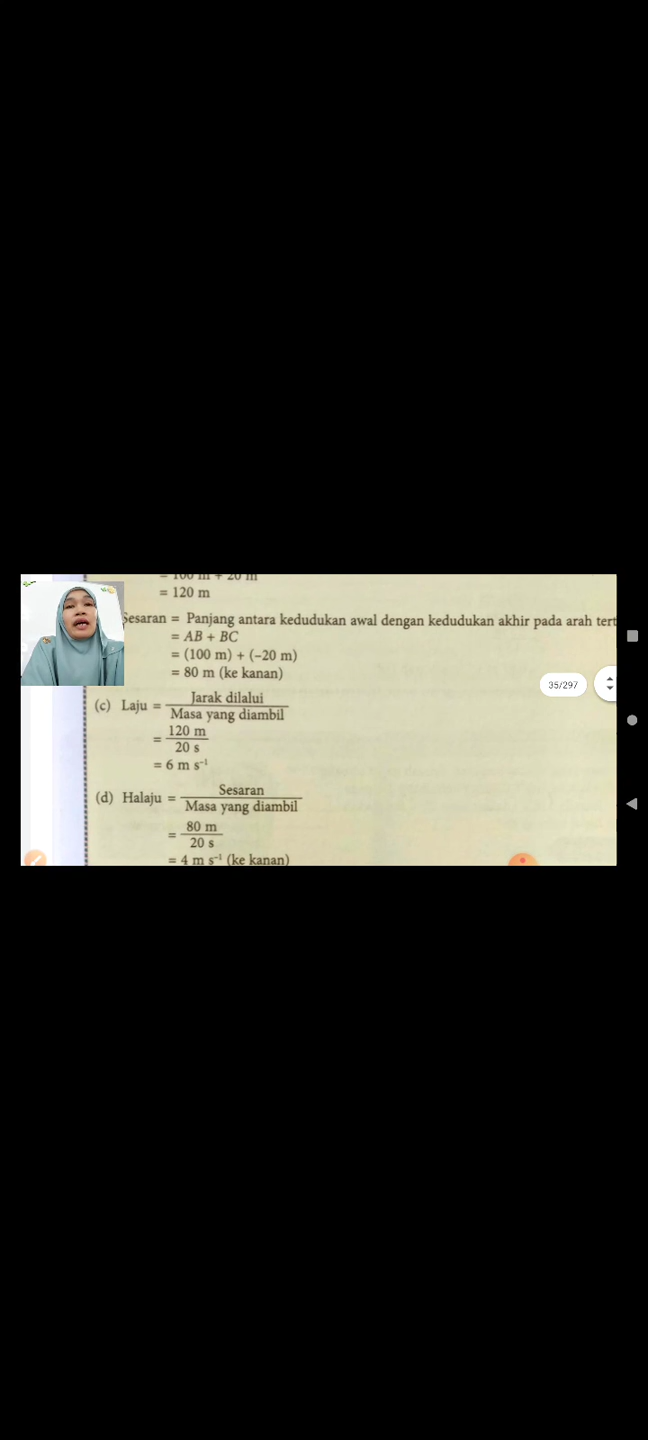 = 100 m + 20 m
= 120 m
Sesaran = Panjang antara kedudukan awal dengan kedudukan akhir pada arah tert
= AB + BC
= (100 m) + (−20 m)
= 80 m (ke kanan)
35/297
(c) Laju = Jarak dilalui
Masa yang diambil
= 120 m
20 s
= 6 m s⁻¹
(d) Halaju = Sesaran
Masa yang diambil
= 80 m
20 s
= 4 m s⁻¹ (ke kanan)